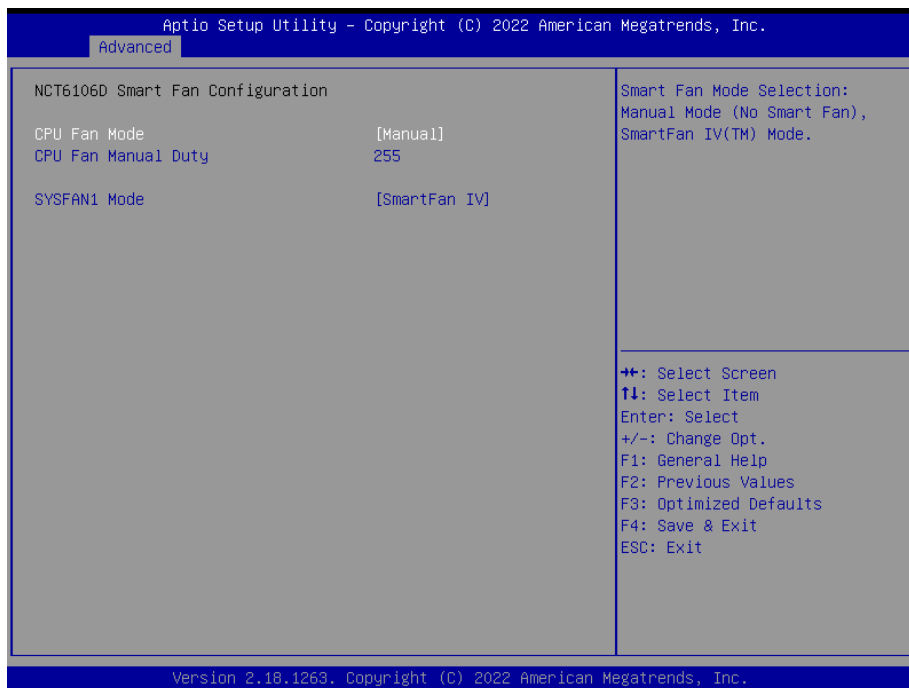 Aptio Setup Utility – Copyright (C) 2022 American Megatrends, Inc.
Advanced
NCT6106D Smart Fan Configuration
CPU Fan Mode [Manual]
CPU Fan Manual Duty 255
SYSFAN1 Mode [SmartFan IV]
Smart Fan Mode Selection:
Manual Mode (No Smart Fan),
SmartFan IV(TM) Mode.
→←: Select Screen
↑↓: Select Item
Enter: Select
+/-: Change Opt.
F1: General Help
F2: Previous Values
F3: Optimized Defaults
F4: Save & Exit
ESC: Exit
Version 2.18.1263. Copyright (C) 2022 American Megatrends, Inc.